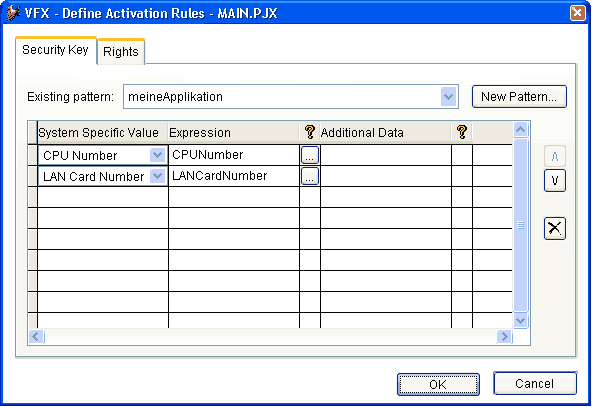 VFX - Define Activation Rules - MAIN.PJX
Security Key Rights
Existing pattern: meineApplikation New Pattern...
System Specific Value Expression ? Additional Data ?
CPU Number CPUNumber ...
LAN Card Number LANCardNumber ...
OK Cancel